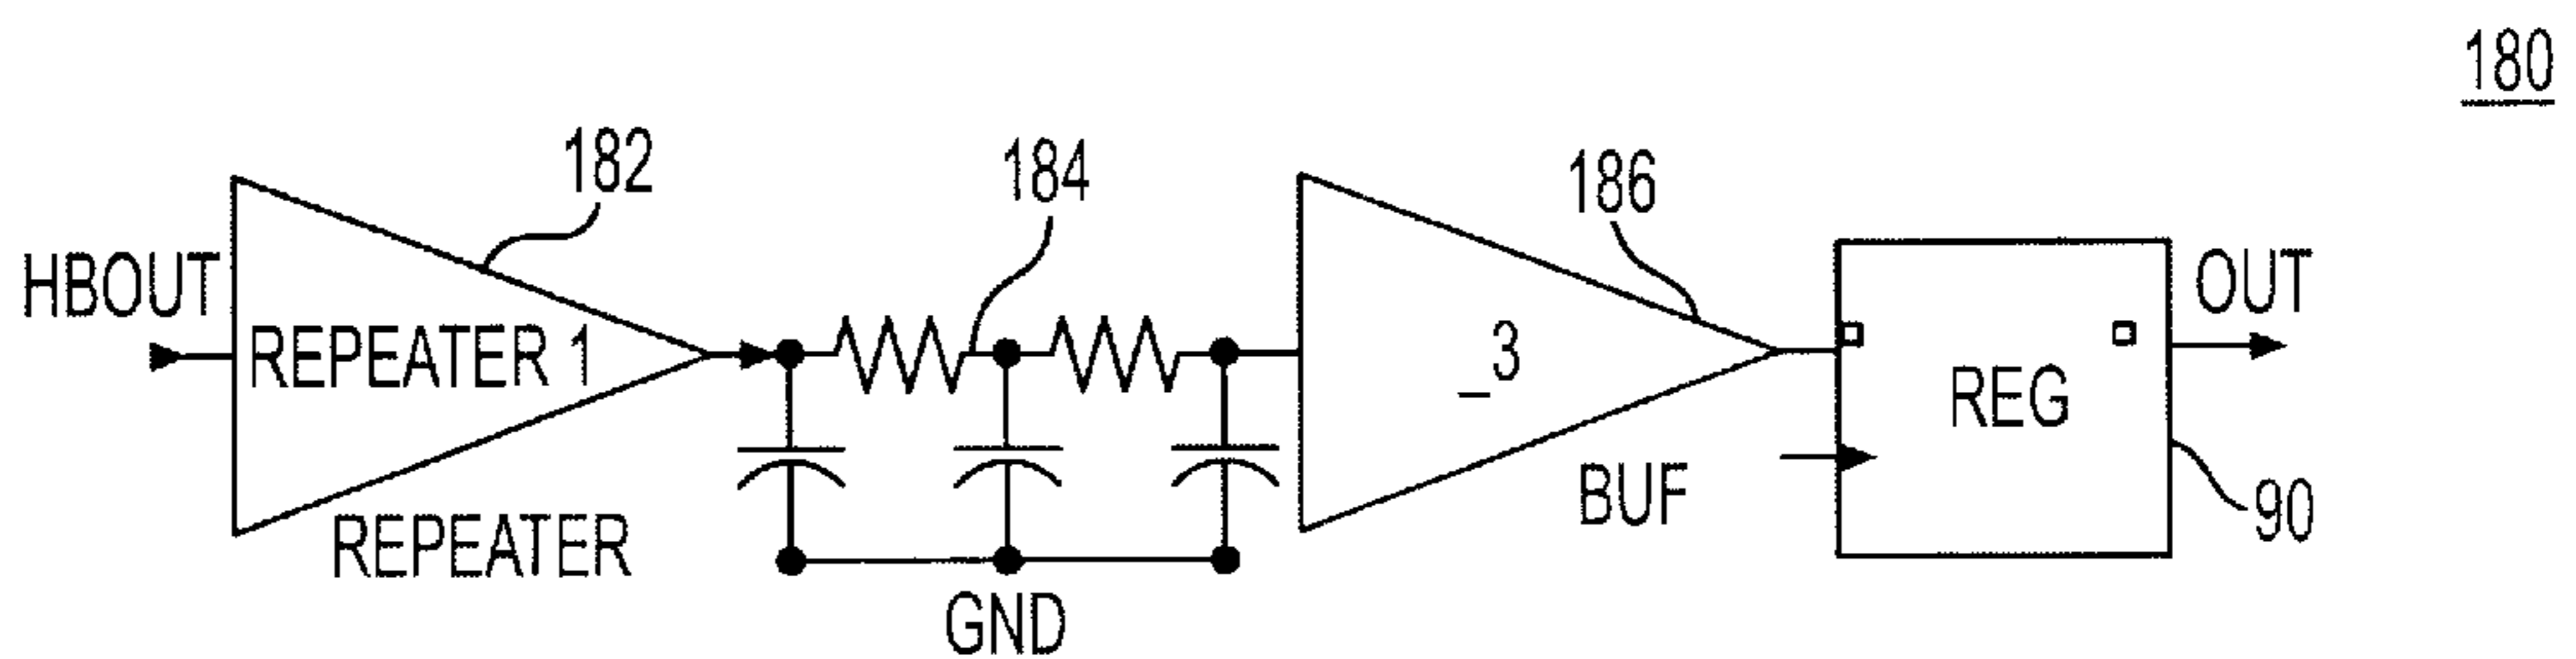 180
182
184
186
HBOUT
OUT
REPEATER 1
_3
REG
REPEATER
BUF
90
GND